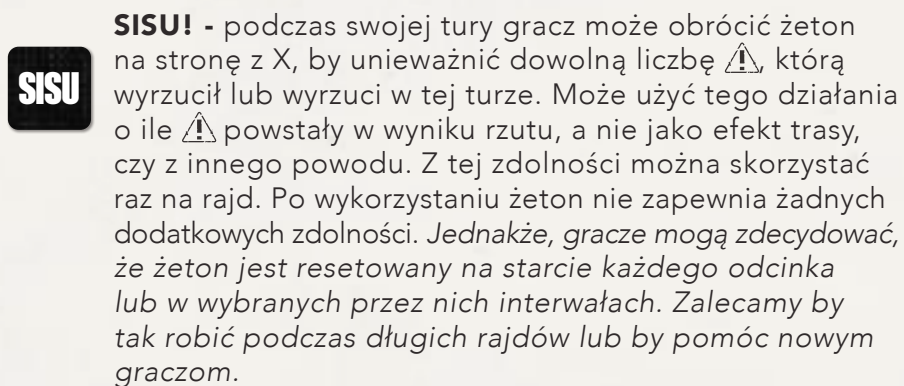 SISU
SISU! - podczas swojej tury gracz może obrócić żeton
na stronę z X, by unieważnić dowolną liczbę ⚠, którą
wyrzucił lub wyrzuci w tej turze. Może użyć tego działania
o ile ⚠ powstały w wyniku rzutu, a nie jako efekt trasy,
czy z innego powodu. Z tej zdolności można skorzystać
raz na rajd. Po wykorzystaniu żeton nie zapewnia żadnych
dodatkowych zdolności. Jednakże, gracze mogą zdecydować,
że żeton jest resetowany na starcie każdego odcinka
lub w wybranych przez nich interwałach. Zalecamy by
tak robić podczas długich rajdów lub by pomóc nowym
graczom.